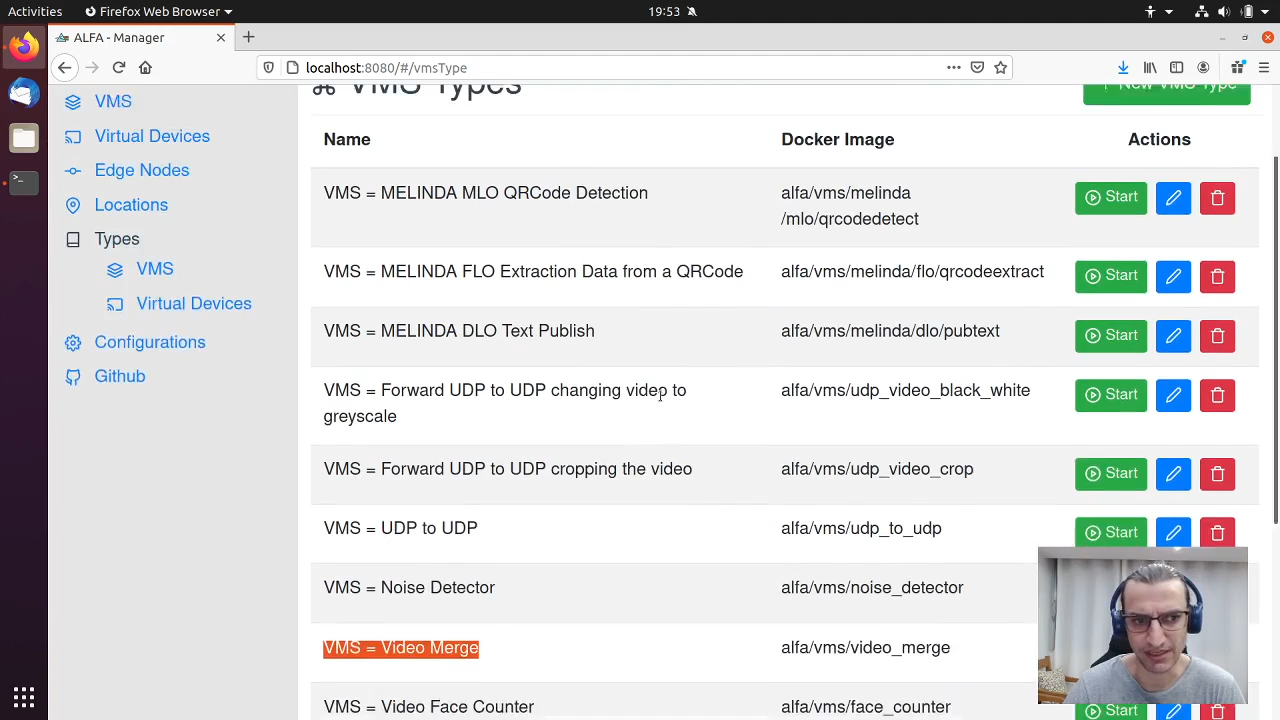 Activities
Firefox Web Browser
19:53
ALFA - Manager
localhost:8080/#/vmsType
VMS
Virtual Devices
Edge Nodes
Locations
Types
VMS
Virtual Devices
Configurations
Github
VMS Types
New VMS Type
Name
Docker Image
Actions
VMS = MELINDA MLO QRCode Detection
alfa/vms/melinda
/mlo/qrcodedetect
Start
VMS = MELINDA FLO Extraction Data from a QRCode
alfa/vms/melinda/flo/qrcodeextract
Start
VMS = MELINDA DLO Text Publish
alfa/vms/melinda/dlo/pubtext
Start
VMS = Forward UDP to UDP changing video to
greyscale
alfa/vms/udp_video_black_white
Start
VMS = Forward UDP to UDP cropping the video
alfa/vms/udp_video_crop
Start
VMS = UDP to UDP
alfa/vms/udp_to_udp
Start
VMS = Noise Detector
alfa/vms/noise_detector
VMS = Video Merge
alfa/vms/video_merge
VMS = Video Face Counter
alfa/vms/face_counter
Start